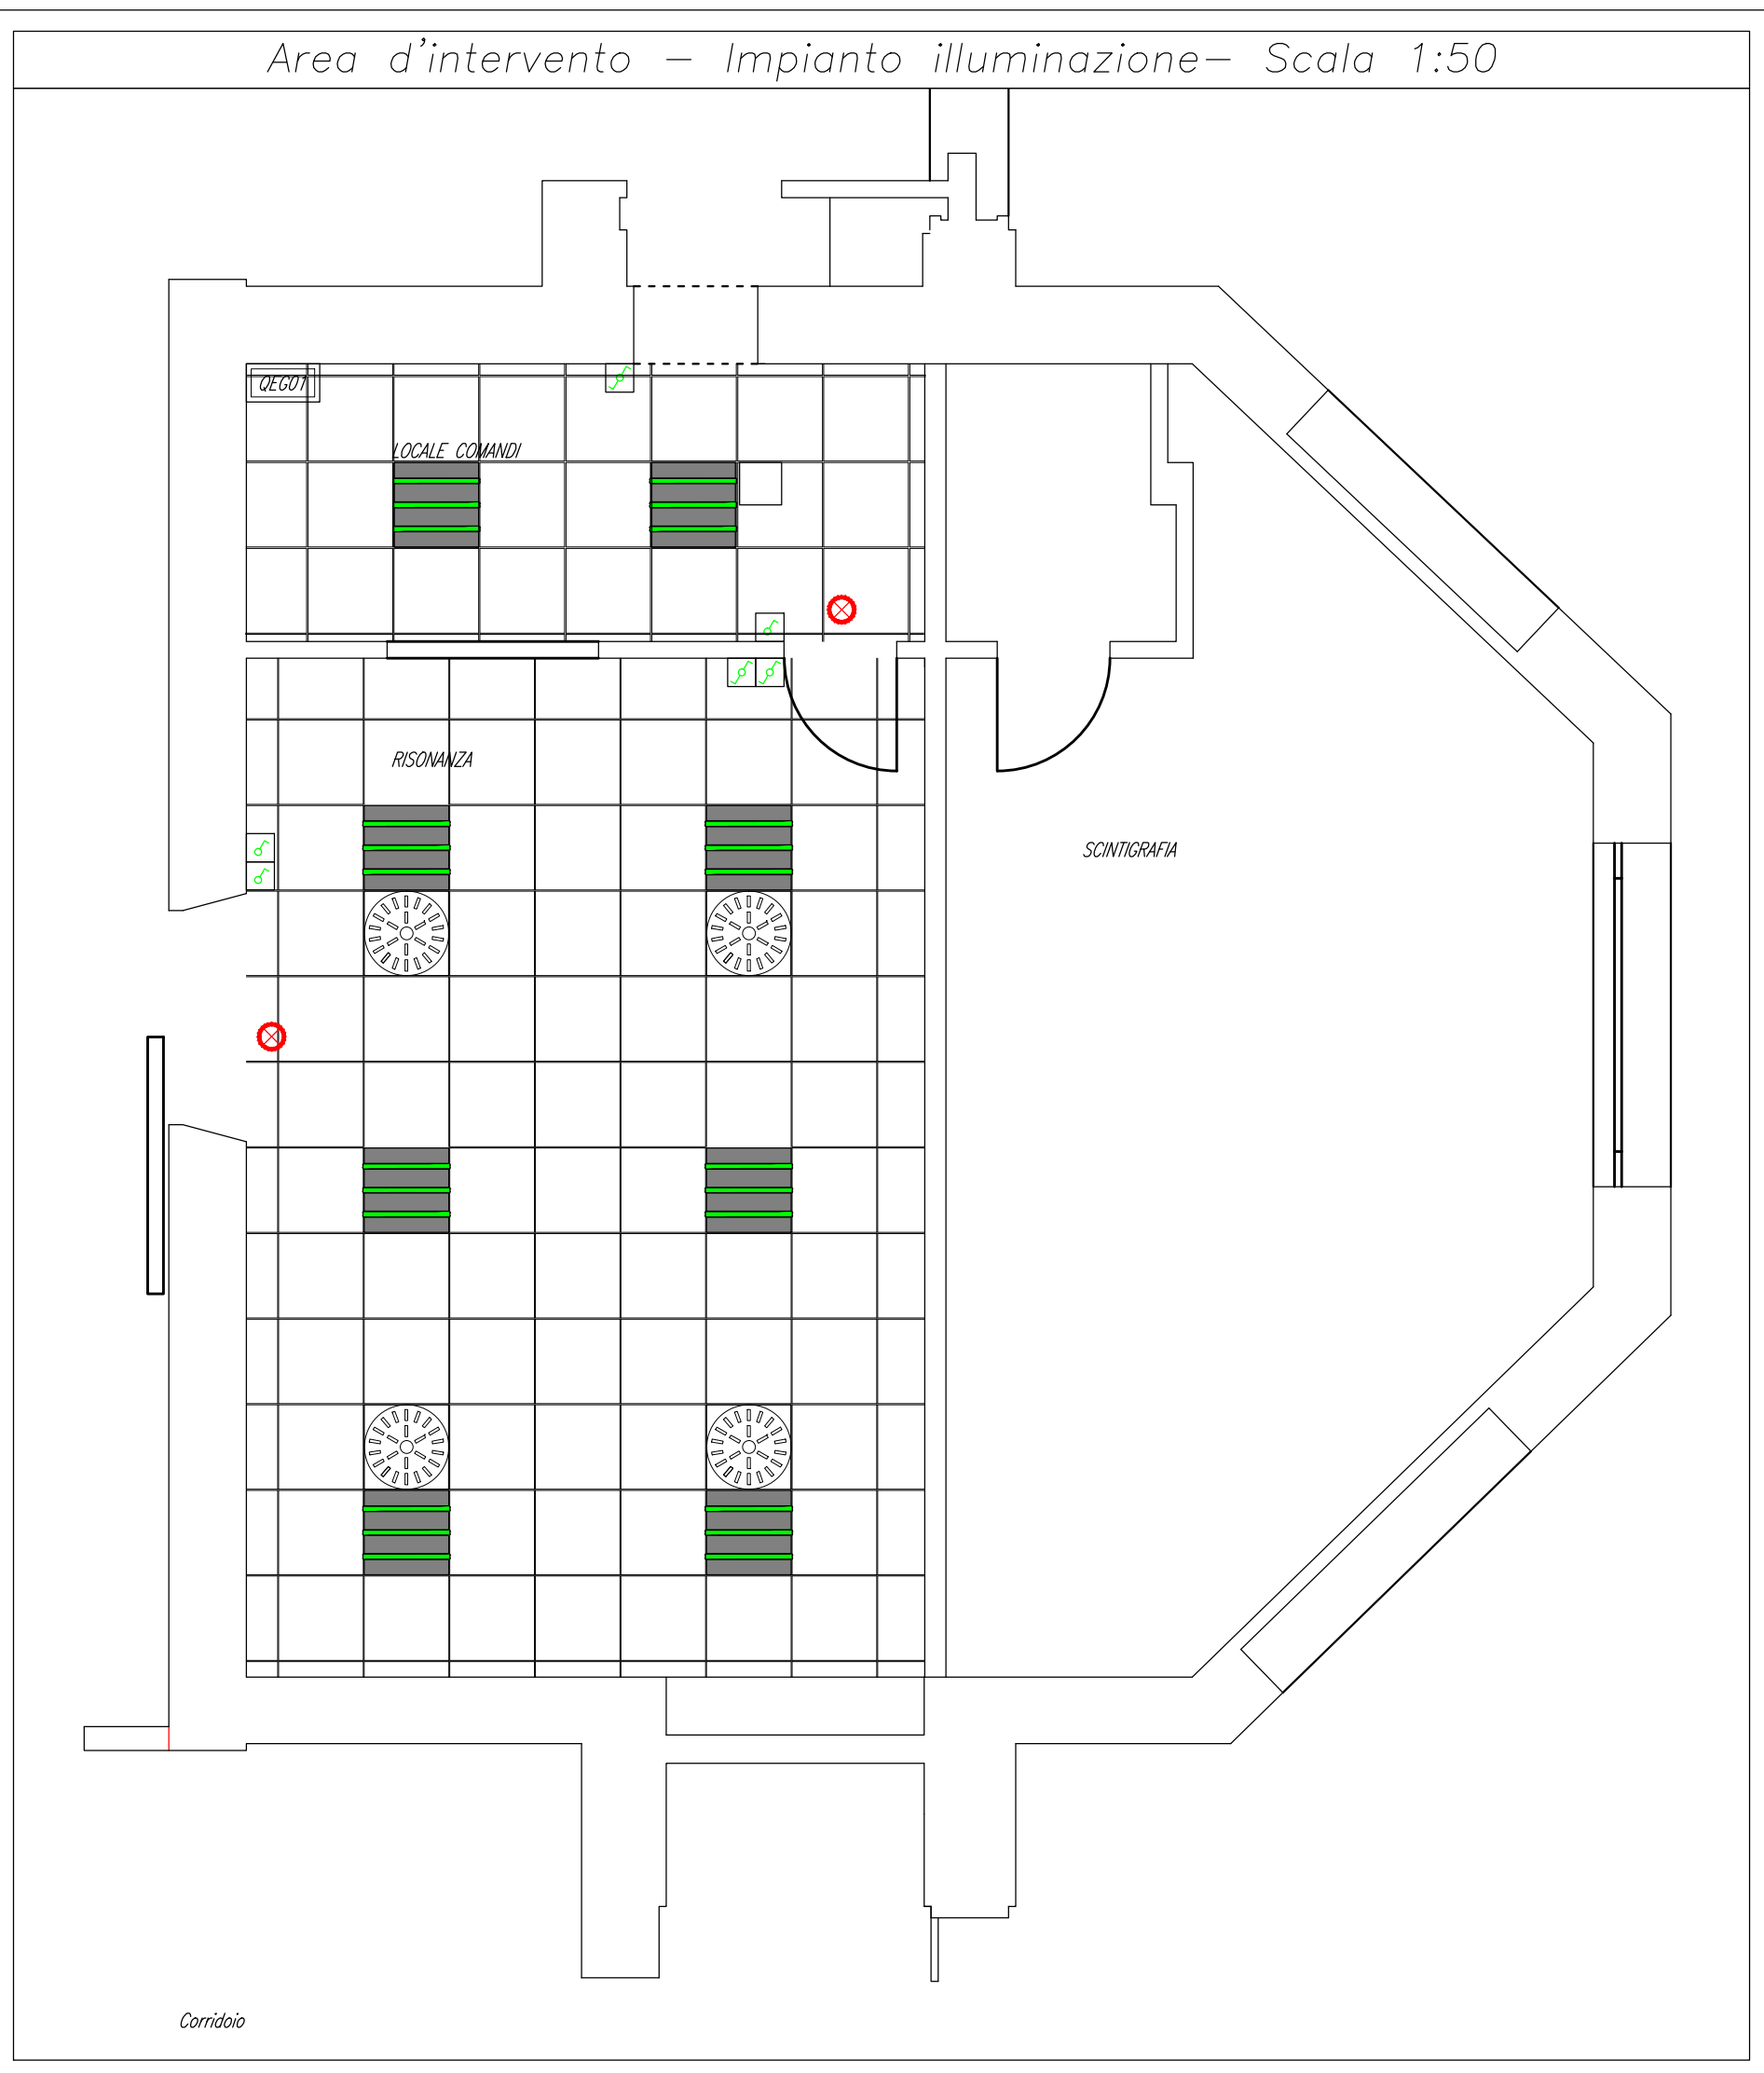 Area d'intervento - Impianto illuminazione- Scala 1:50
QEG01
LOCALE COMANDI
RISONANZA
SCINTIGRAFIA
Corridoio